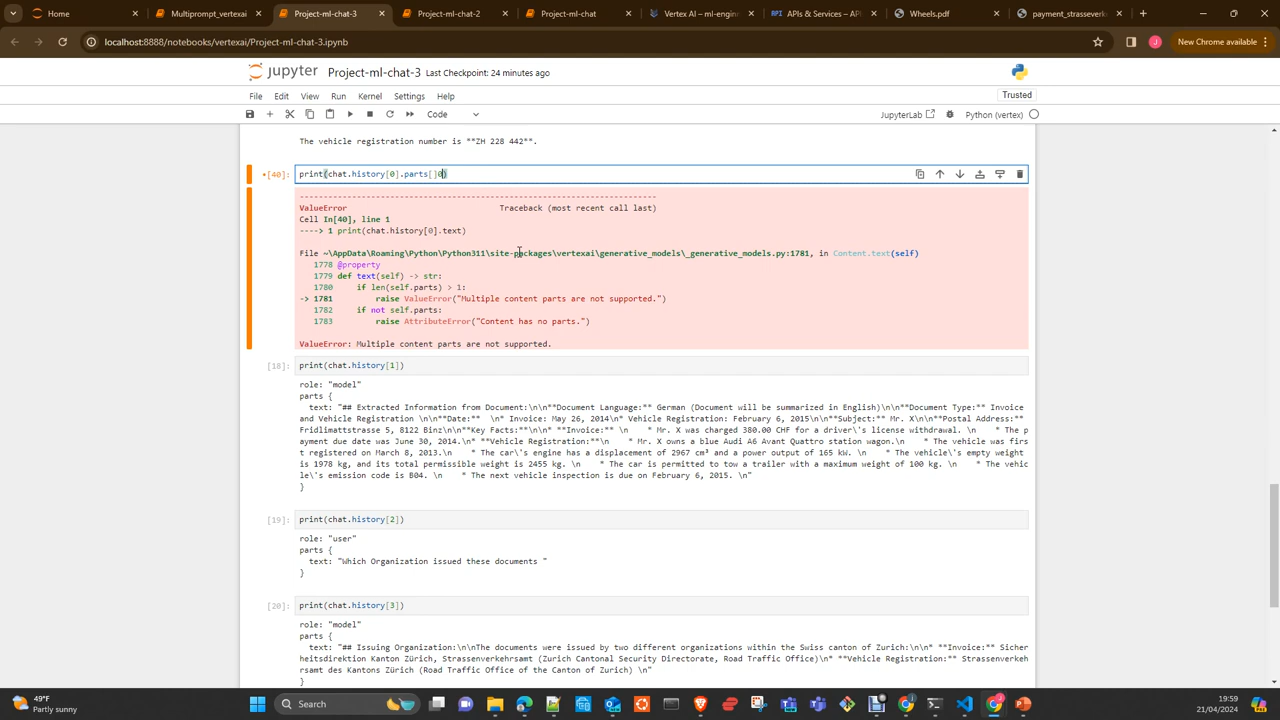 Home
Multiprompt_vertexai
Project-ml-chat-3
Project-ml-chat-2
Project-ml-chat
Vertex AI – ml-engin
APIs & Services – API
Wheels.pdf
payment_strasseverk
localhost:8888/notebooks/vertexai/Project-ml-chat-3.ipynb
New Chrome available
jupyter Project-ml-chat-3 Last Checkpoint: 24 minutes ago
File Edit View Run Kernel Settings Help
Trusted
Code
JupyterLab
Python (vertex)
The vehicle registration number is **ZH 228 442**.
[40]: print(chat.history[0].parts[]0)
---------------------------------------------------------------------------
ValueError Traceback (most recent call last)
Cell In[40], line 1
----> 1 print(chat.history[0].text)
File ~\AppData\Roaming\Python\Python311\site-packages\vertexai\generative_models\_generative_models.py:1781, in Content.text(self)
1778 @property
1779 def text(self) -> str:
1780 if len(self.parts) > 1:
-> 1781 raise ValueError("Multiple content parts are not supported.")
1782 if not self.parts:
1783 raise AttributeError("Content has no parts.")
ValueError: Multiple content parts are not supported.
[18]: print(chat.history[1])
role: "model"
parts {
text: "## Extracted Information from Document:\n\n**Document Language:** German (Document will be summarized in English)\n\n**Document Type:** Invoice
and Vehicle Registration \n\n**Date:** \n* Invoice: May 26, 2014\n* Vehicle Registration: February 6, 2015\n\n**Subject:** Mr. X\n\n**Postal Address:**
Fridlimattstrasse 5, 8122 Binz\n\n**Key Facts:**\n\n* **Invoice:** \n * Mr. X was charged 380.00 CHF for a driver\'s license withdrawal. \n * The p
ayment due date was June 30, 2014.\n* **Vehicle Registration:**\n * Mr. X owns a blue Audi A6 Avant Quattro station wagon.\n * The vehicle was firs
t registered on March 8, 2013.\n * The car\'s engine has a displacement of 2967 cm³ and a power output of 165 kW. \n * The vehicle\'s empty weight
is 1978 kg, and its total permissible weight is 2455 kg. \n * The car is permitted to tow a trailer with a maximum weight of 100 kg. \n * The vehic
le\'s emission code is B04. \n * The next vehicle inspection is due on February 6, 2015. \n"
}
[19]: print(chat.history[2])
role: "user"
parts {
text: "Which Organization issued these documents "
}
[20]: print(chat.history[3])
role: "model"
parts {
text: "## Issuing Organization:\n\nThe documents were issued by two different organizations within the Swiss canton of Zurich:\n\n* **Invoice:** Sicher
heitsdirektion Kanton Zürich, Strassenverkehrsamt (Zurich Cantonal Security Directorate, Road Traffic Office)\n* **Vehicle Registration:** Strassenverkeh
rsamt des Kantons Zürich (Road Traffic Office of the Canton of Zurich) \n"
49°F
Partly sunny
Search
19:59
21/04/2024